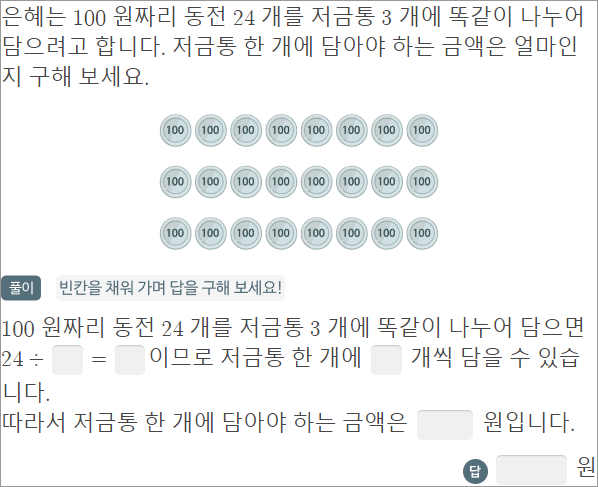 은혜는 100 원짜리 동전 24 개를 저금통 3 개에 똑같이 나누어
담으려고 합니다. 저금통 한 개에 담아야 하는 금액은 얼마인
지 구해 보세요.
100 100 100 100 100 100 100 100
100 100 100 100 100 100 100 100
100 100 100 100 100 100 100 100
풀이 빈칸을 채워 가며 답을 구해 보세요!
100 원짜리 동전 24 개를 저금통 3 개에 똑같이 나누어 담으면
24 ÷ = 이므로 저금통 한 개에 개씩 담을 수 있습
니다.
따라서 저금통 한 개에 담아야 하는 금액은 원입니다.
답 원